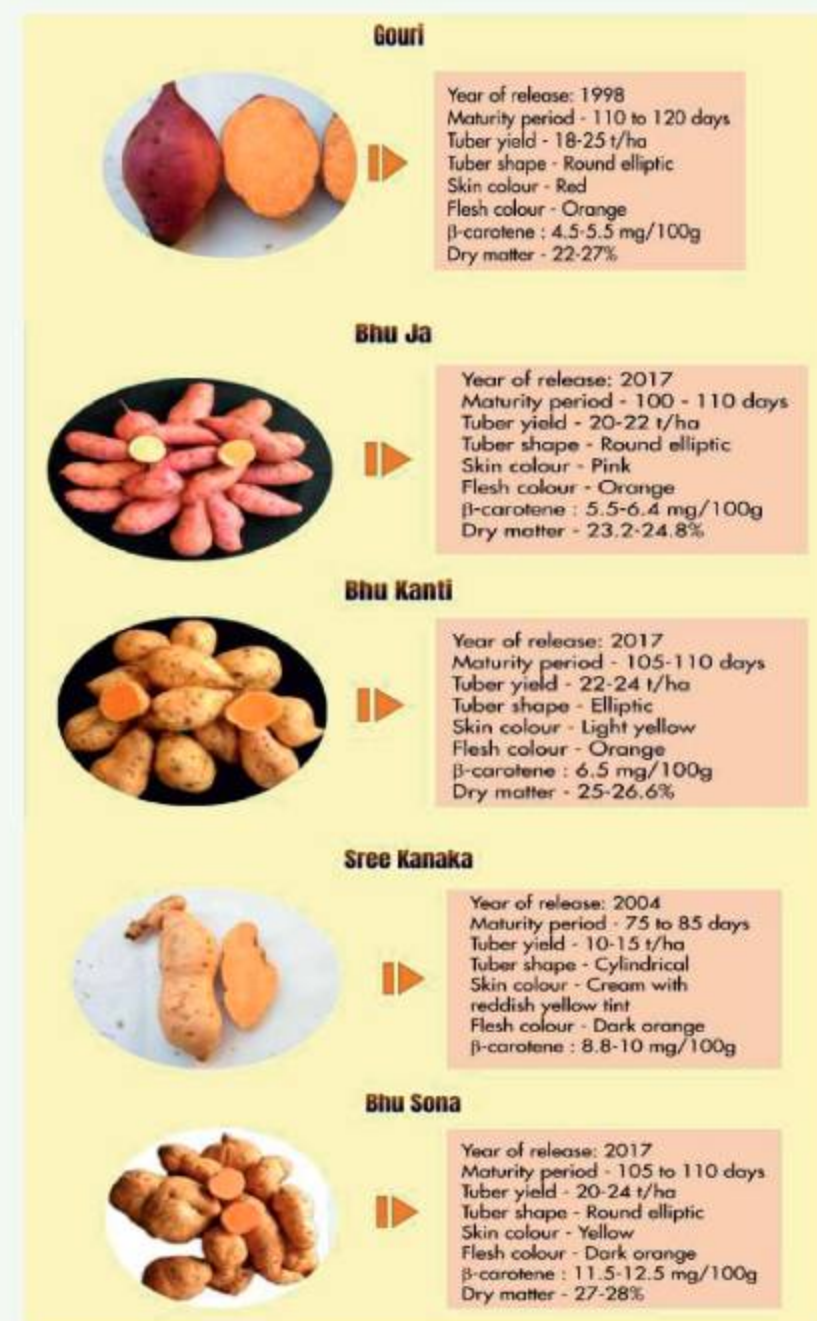 Gouri
Year of release: 1998
Maturity period - 110 to 120 days
Tuber yield - 18-25 t/ha
Tuber shape - Round elliptic
Skin colour - Red
Flesh colour - Orange
β-carotene : 4.5-5.5 mg/100g
Dry matter - 22-27%
Bhu Ja
Year of release: 2017
Maturity period - 100 - 110 days
Tuber yield - 20-22 t/ha
Tuber shape - Round elliptic
Skin colour - Pink
Flesh colour - Orange
β-carotene : 5.5-6.4 mg/100g
Dry matter - 23.2-24.8%
Bhu Kanti
Year of release: 2017
Maturity period - 105-110 days
Tuber yield - 22-24 t/ha
Tuber shape - Elliptic
Skin colour - Light yellow
Flesh colour - Orange
β-carotene : 6.5 mg/100g
Dry matter - 25-26.6%
Sree Kanaka
Year of release: 2004
Maturity period - 75 to 85 days
Tuber yield - 10-15 t/ha
Tuber shape - Cylindrical
Skin colour - Cream with
reddish yellow tint
Flesh colour - Dark orange
β-carotene : 8.8-10 mg/100g
Bhu Sona
Year of release: 2017
Maturity period - 105 to 110 days
Tuber yield - 20-24 t/ha
Tuber shape - Round elliptic
Skin colour - Yellow
Flesh colour - Dark orange
β-carotene : 11.5-12.5 mg/100g
Dry matter - 27-28%